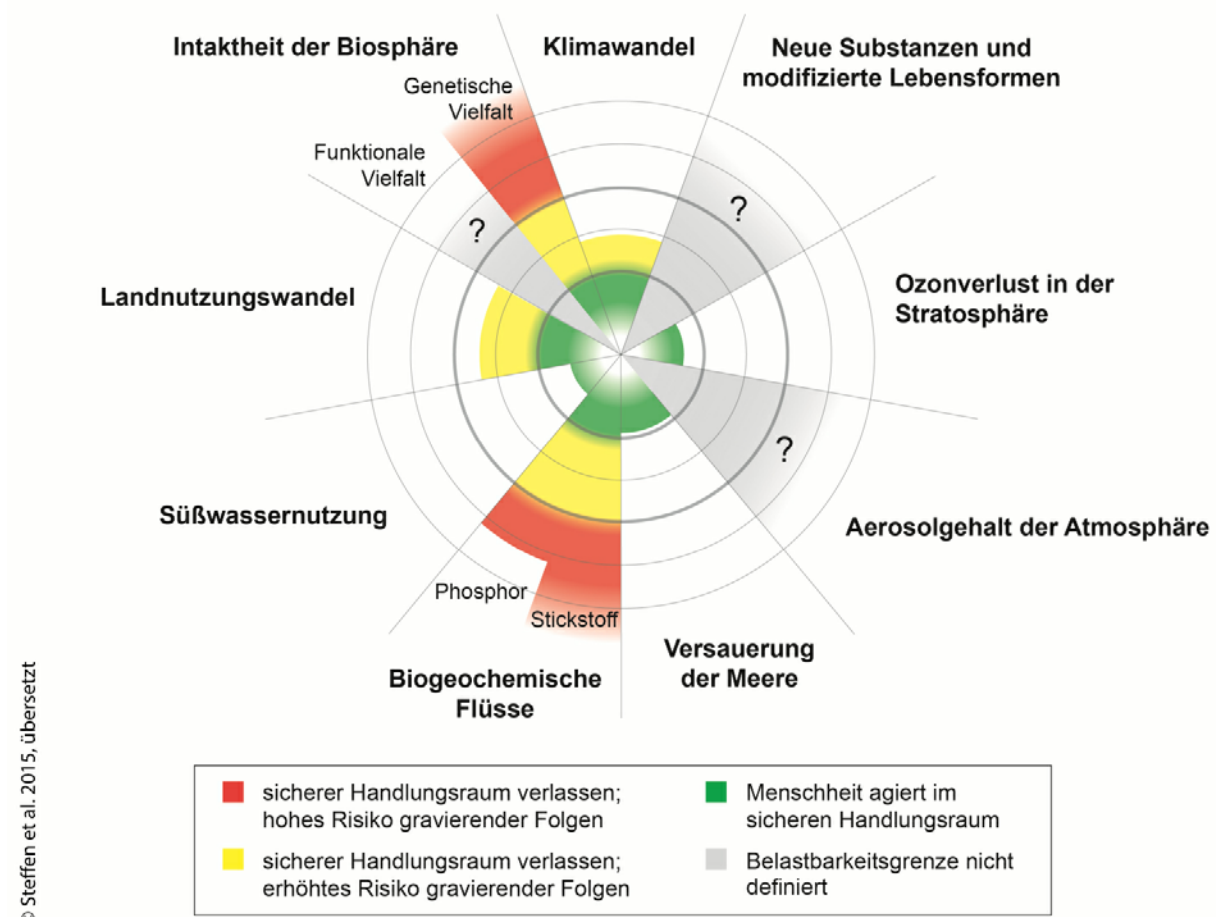 Intaktheit der Biosphäre
Klimawandel
Neue Substanzen und
modifizierte Lebensformen
Genetische
Vielfalt
Funktionale
Vielfalt
?
?
Landnutzungswandel
Ozonverlust in der
Stratosphäre
?
Süßwassernutzung
Aerosolgehalt der Atmosphäre
Phosphor
Stickstoff
Versauerung
der Meere
Biogeochemische
Flüsse
sicherer Handlungsraum verlassen;
hohes Risiko gravierender Folgen
sicherer Handlungsraum verlassen;
erhöhtes Risiko gravierender Folgen
Menschheit agiert im
sicheren Handlungsraum
Belastbarkeitsgrenze nicht
definiert
© Steffen et al. 2015, übersetzt